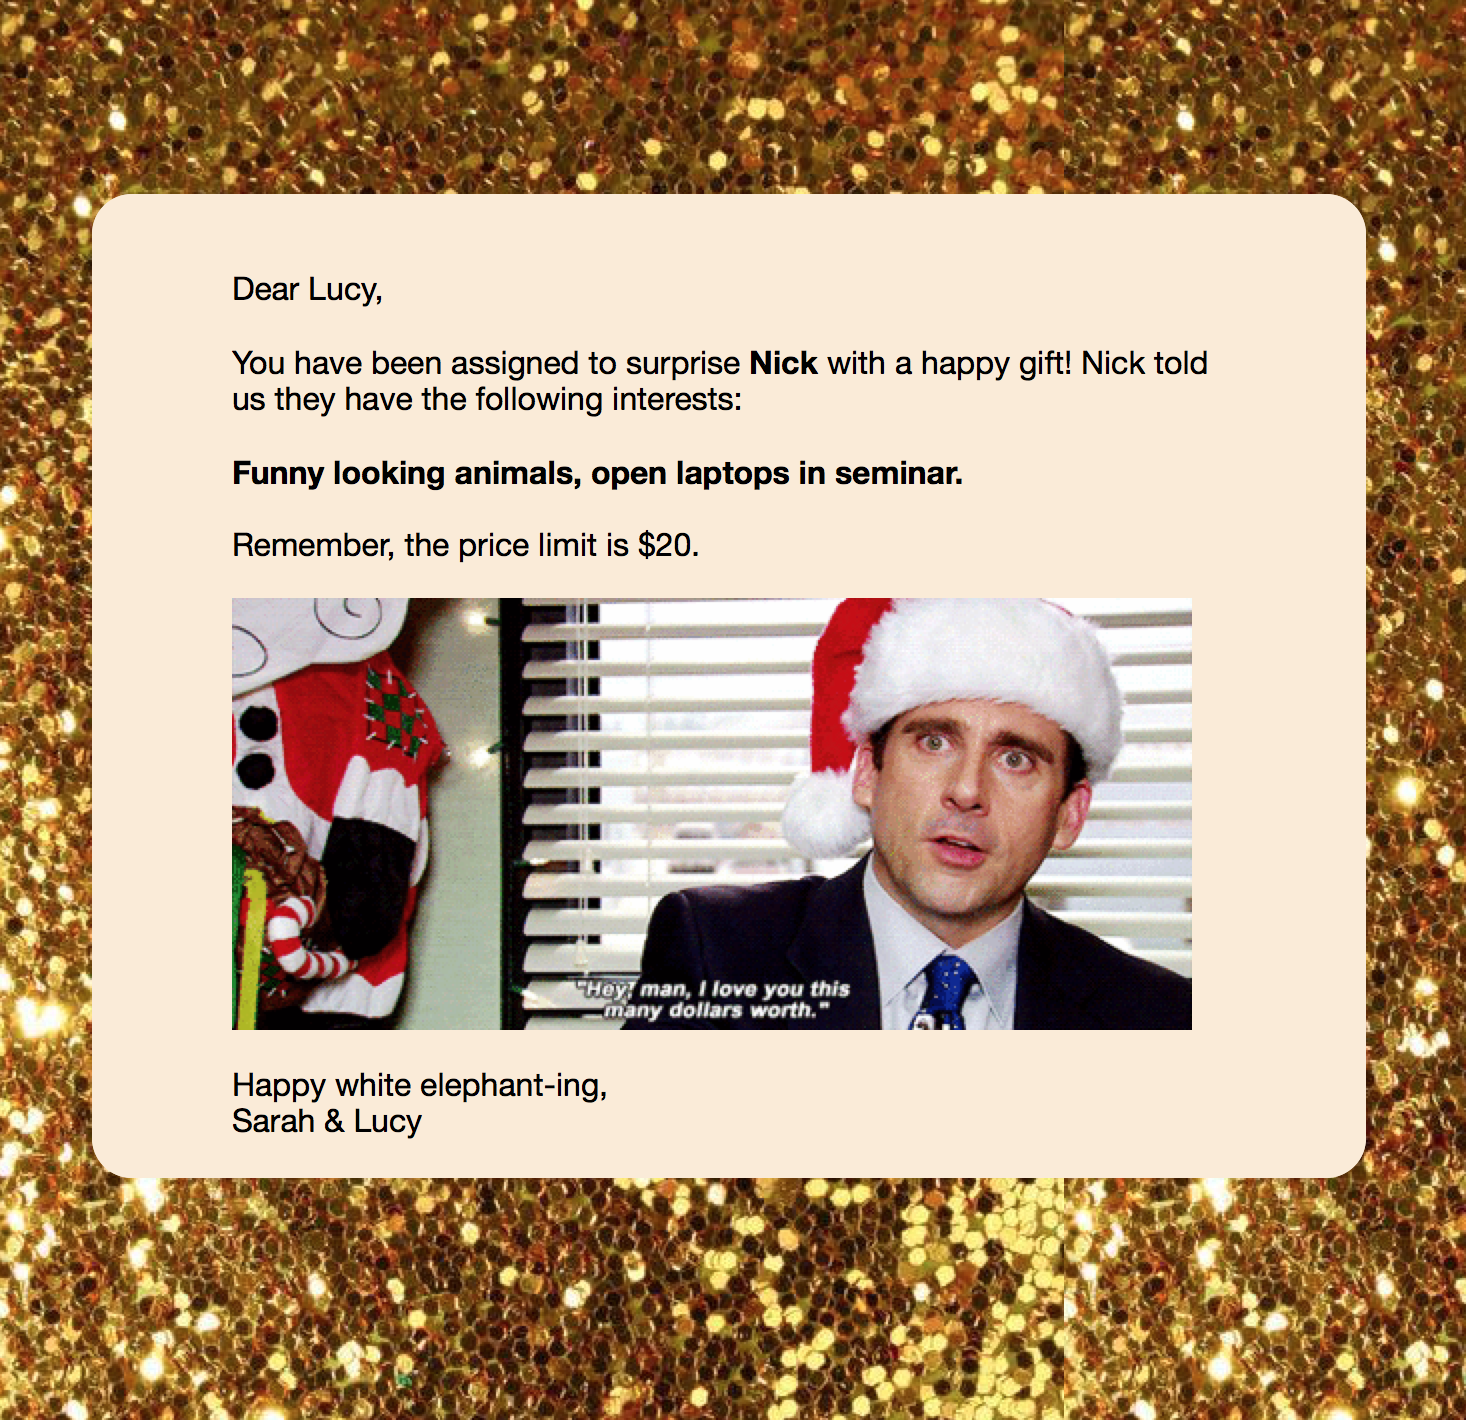 Dear Lucy,
You have been assigned to surprise Nick with a happy gift! Nick told
us they have the following interests:
Funny looking animals, open laptops in seminar.
Remember, the price limit is $20.
"Hey, man, I love you this
many dollars worth."
Happy white elephant-ing,
Sarah & Lucy